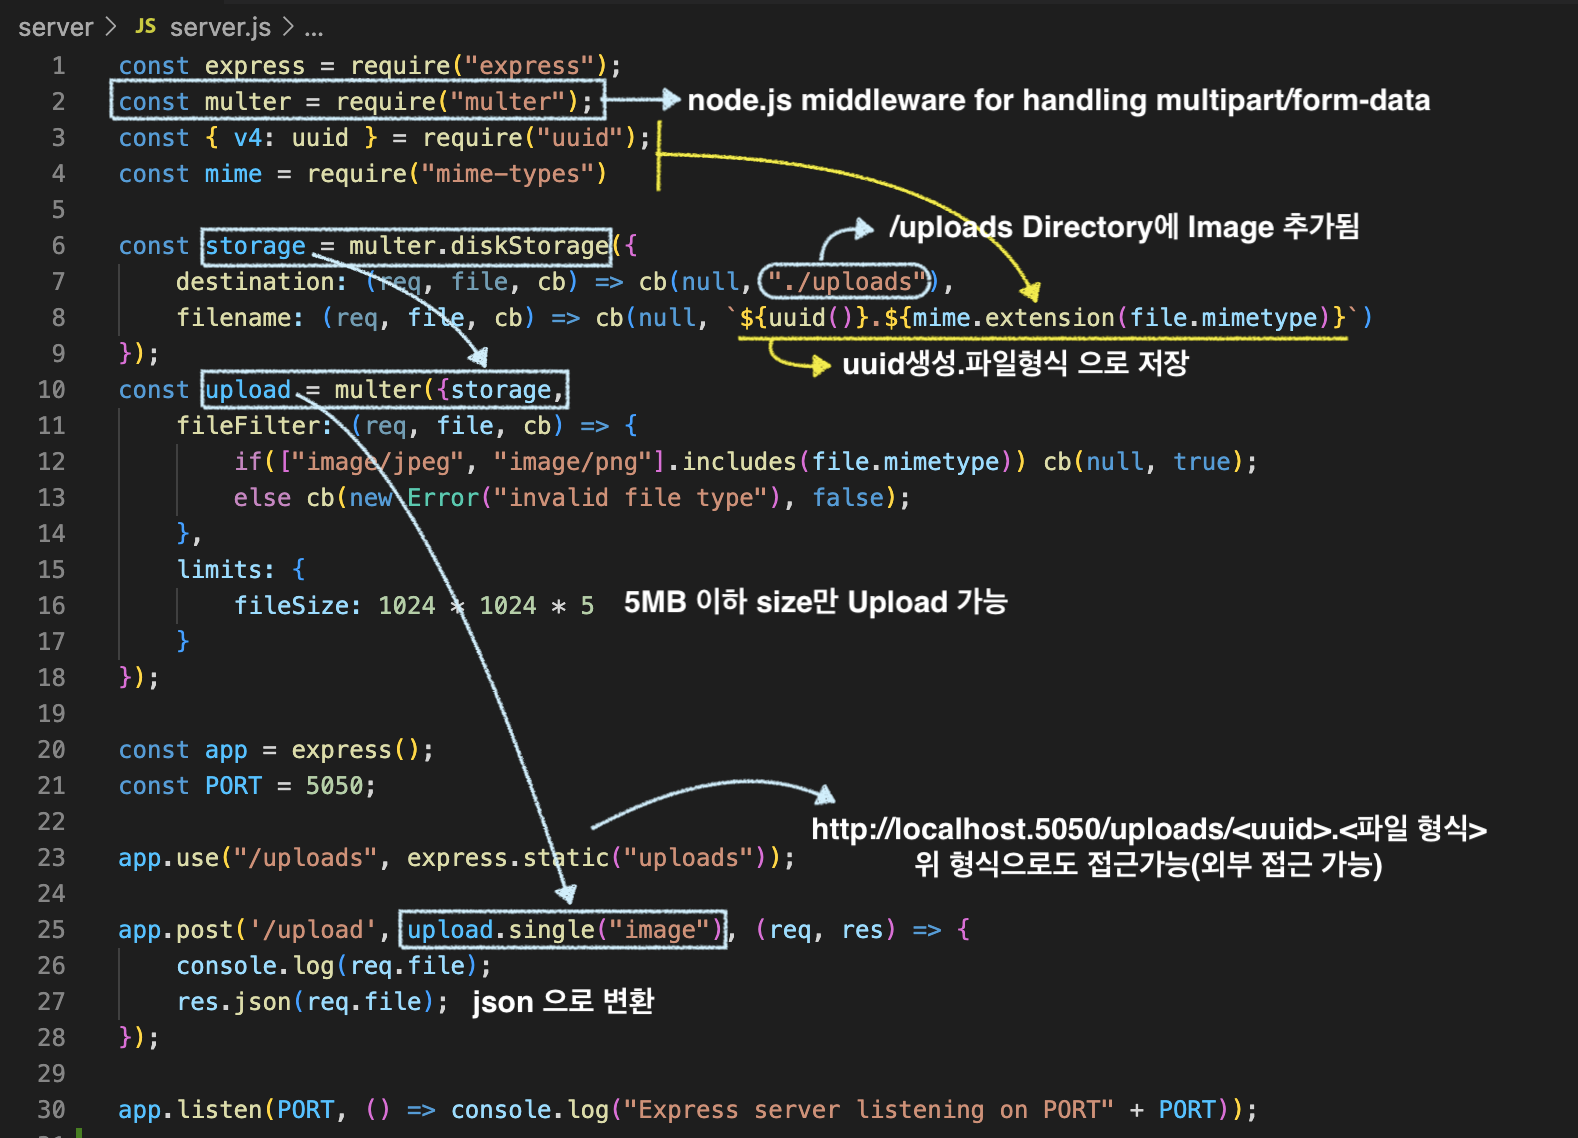 server > JS server.js > ...
1 const express = require("express");
2 const multer = require("multer"); node.js middleware for handling multipart/form-data
3 const { v4: uuid } = require("uuid");
4 const mime = require("mime-types")
5
/uploads Directory에 Image 추가됨
6 const storage = multer.diskStorage({
7 destination: (req, file, cb) => cb(null, "./uploads"),
8 filename: (req, file, cb) => cb(null, `${uuid()}.${mime.extension(file.mimetype)}`)
9 });
uuid생성.파일형식 으로 저장
10 const upload = multer({storage,
11 fileFilter: (req, file, cb) => {
12 if(["image/jpeg", "image/png"].includes(file.mimetype)) cb(null, true);
13 else cb(new Error("invalid file type"), false);
14 },
15 limits: {
16 fileSize: 1024 * 1024 * 5 5MB 이하 size만 Upload 가능
17 }
18 });
19
20 const app = express();
21 const PORT = 5050;
22
http://localhost.5050/uploads/<uuid>.<파일 형식>
위 형식으로도 접근가능(외부 접근 가능)
23 app.use("/uploads", express.static("uploads"));
24
25 app.post('/upload', upload.single("image"), (req, res) => {
26 console.log(req.file);
27 res.json(req.file); json 으로 변환
28 });
29
30 app.listen(PORT, () => console.log("Express server listening on PORT" + PORT));